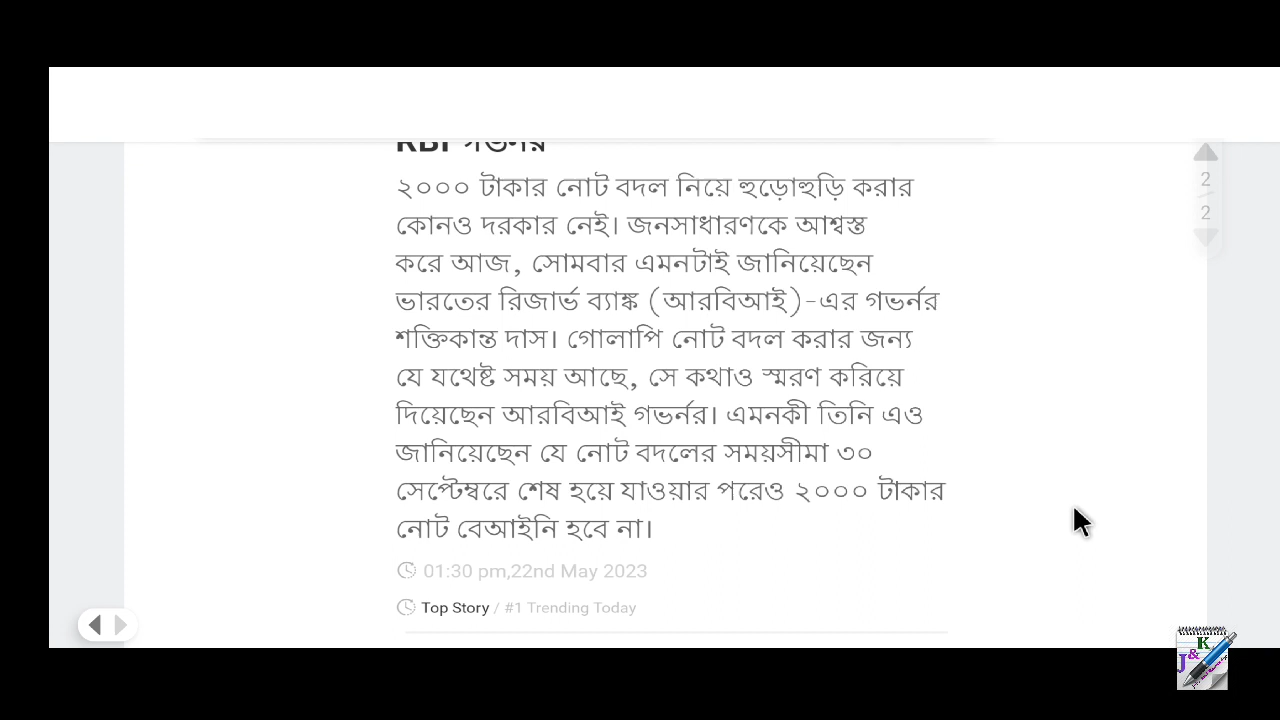 RBI গভর্নর
২০০০ টাকার নোট বদল নিয়ে হুড়োহুড়ি করার
কোনও দরকার নেই। জনসাধারণকে আশ্বস্ত
করে আজ, সোমবার এমনটাই জানিয়েছেন
ভারতের রিজার্ভ ব্যাঙ্ক (আরবিআই)-এর গভর্নর
শক্তিকান্ত দাস। গোলাপি নোট বদল করার জন্য
যে যথেষ্ট সময় আছে, সে কথাও স্মরণ করিয়ে
দিয়েছেন আরবিআই গভর্নর। এমনকী তিনি এও
জানিয়েছেন যে নোট বদলের সময়সীমা ৩০
সেপ্টেম্বরে শেষ হয়ে যাওয়ার পরেও ২০০০ টাকার
নোট বেআইনি হবে না।
01:30 pm,22nd May 2023
Top Story / #1 Trending Today
2
2
J&K